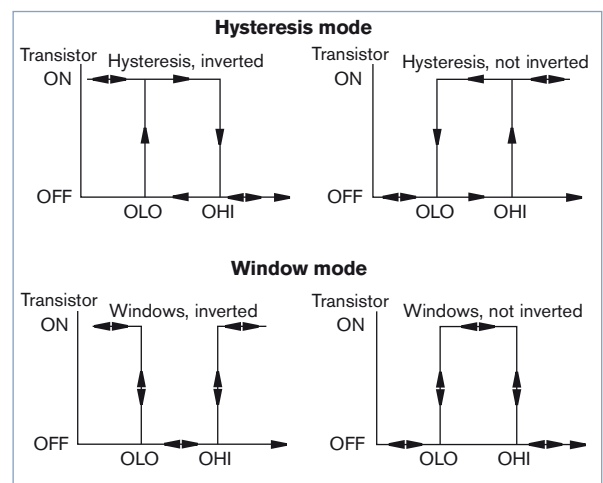 Hysteresis mode
Transistor Hysteresis, inverted
ON
OFF
OLO OHI
Transistor Hysteresis, not inverted
ON
OFF
OLO OHI
Window mode
Transistor Windows, inverted
ON
OFF
OLO OHI
Transistor Windows, not inverted
ON
OFF
OLO OHI